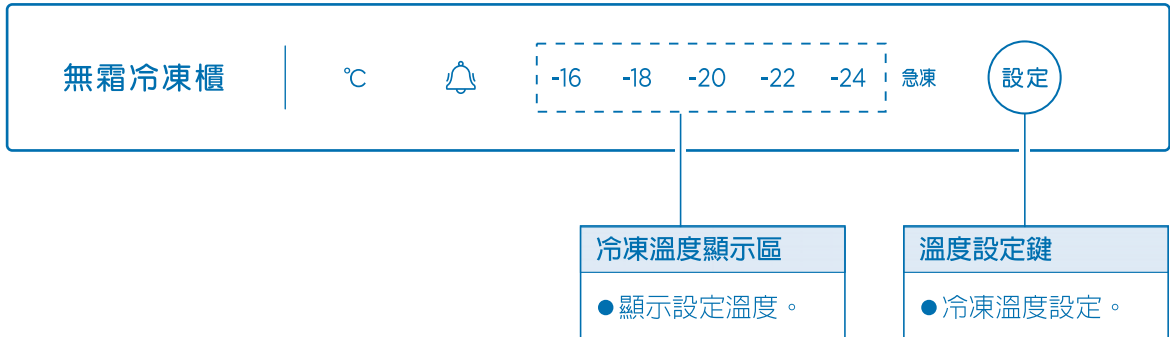 無霜冷凍櫃 ℃ -16 -18 -20 -22 -24 急凍 設定
冷凍溫度顯示區
●顯示設定溫度。
溫度設定鍵
●冷凍溫度設定。